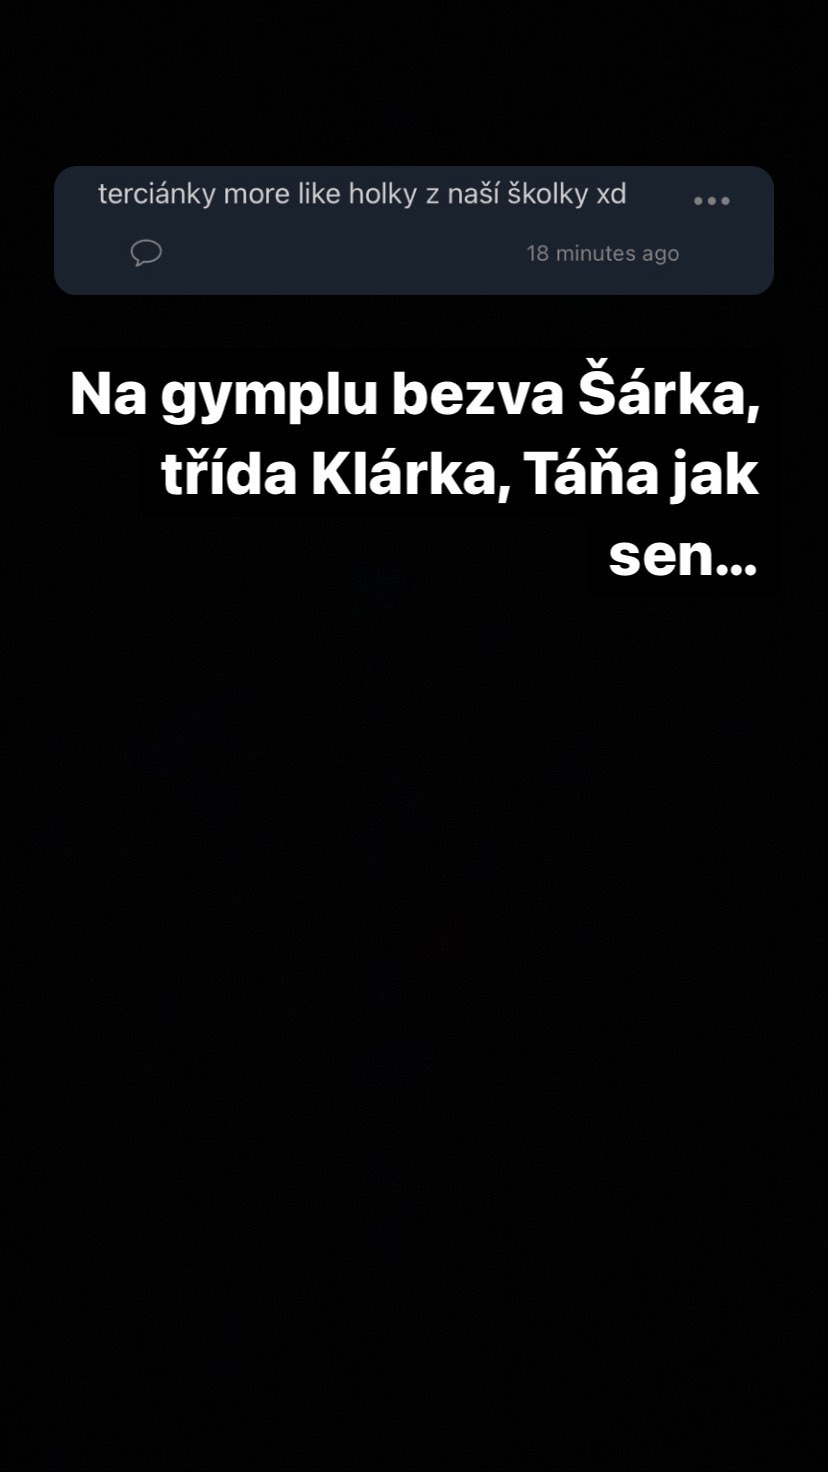 terciánky more like holky z naší školky xd
18 minutes ago
Na gymplu bezva Šárka,
třída Klárka, Táňa jak
sen...